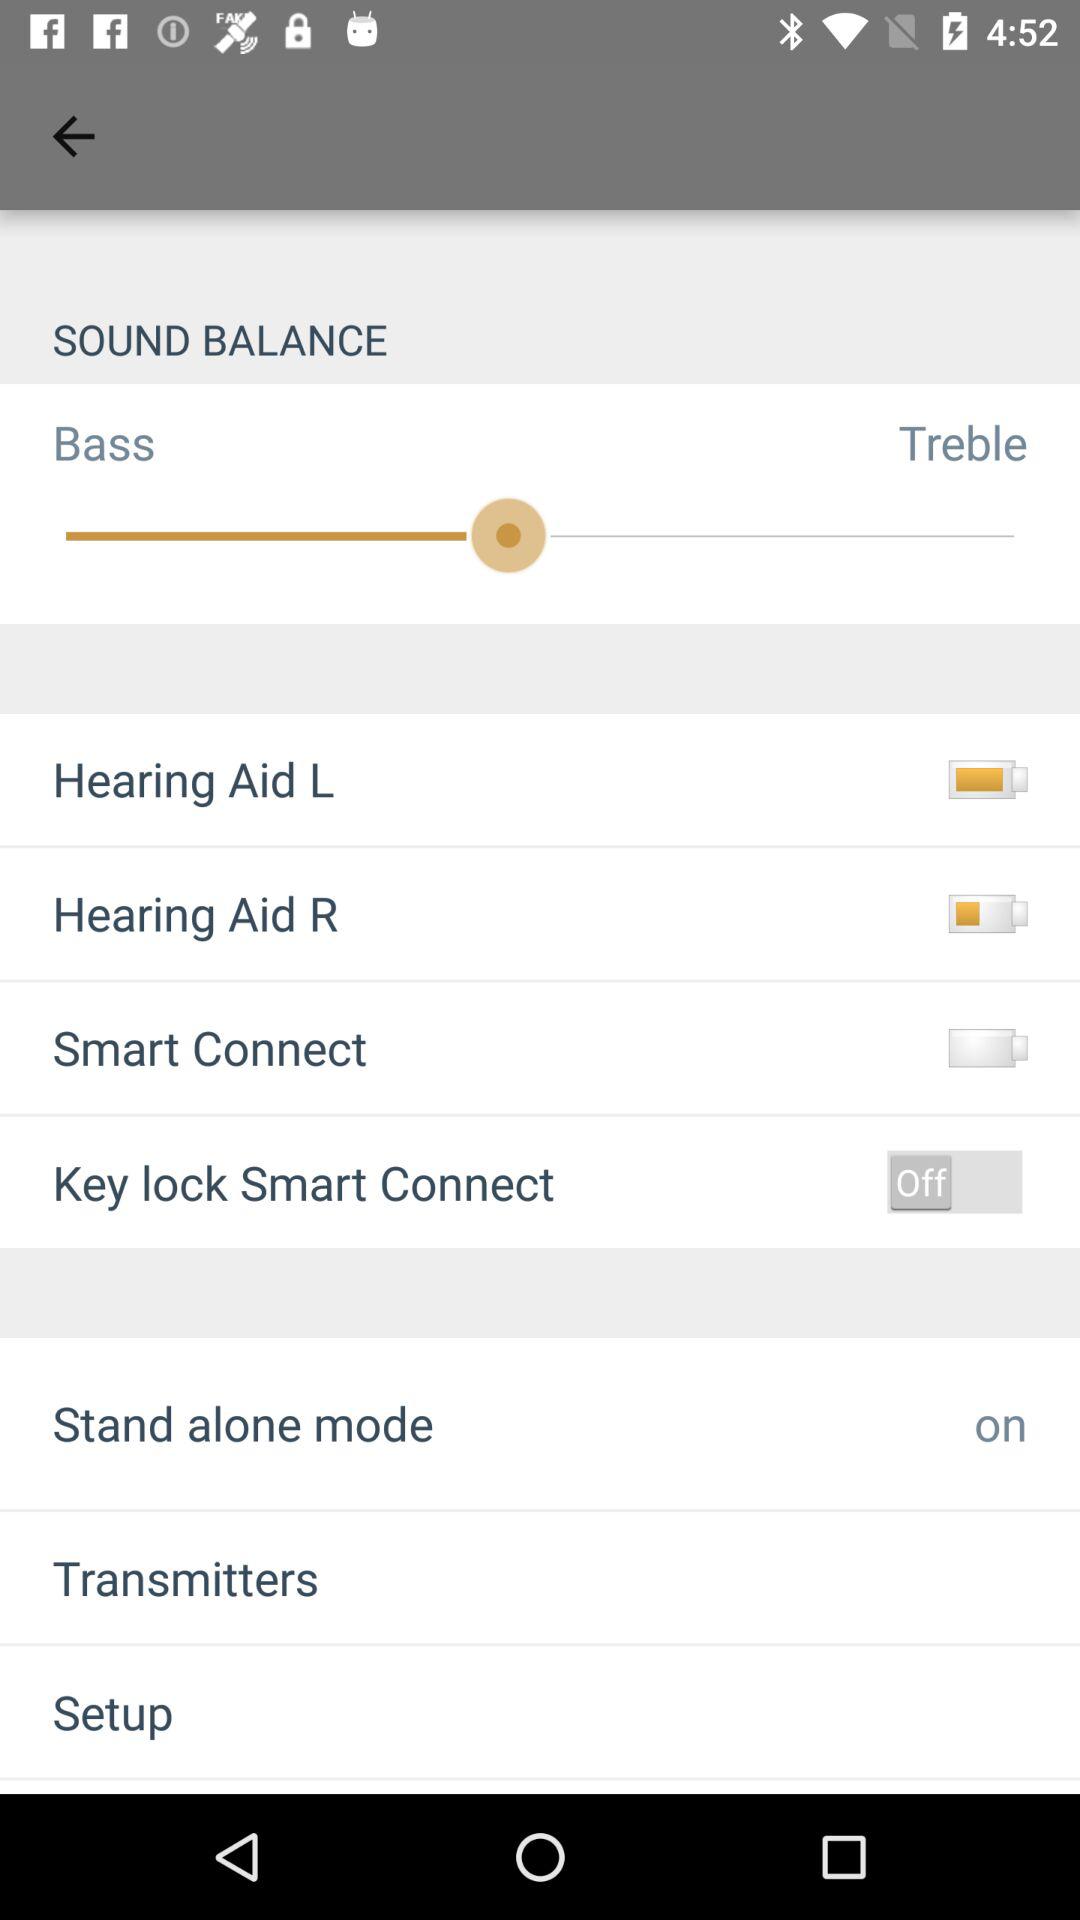 FAKE
4:52
SOUND BALANCE
Bass Treble
Hearing Aid L
Hearing Aid R
Smart Connect
Key lock Smart Connect Off
Stand alone mode on
Transmitters
Setup